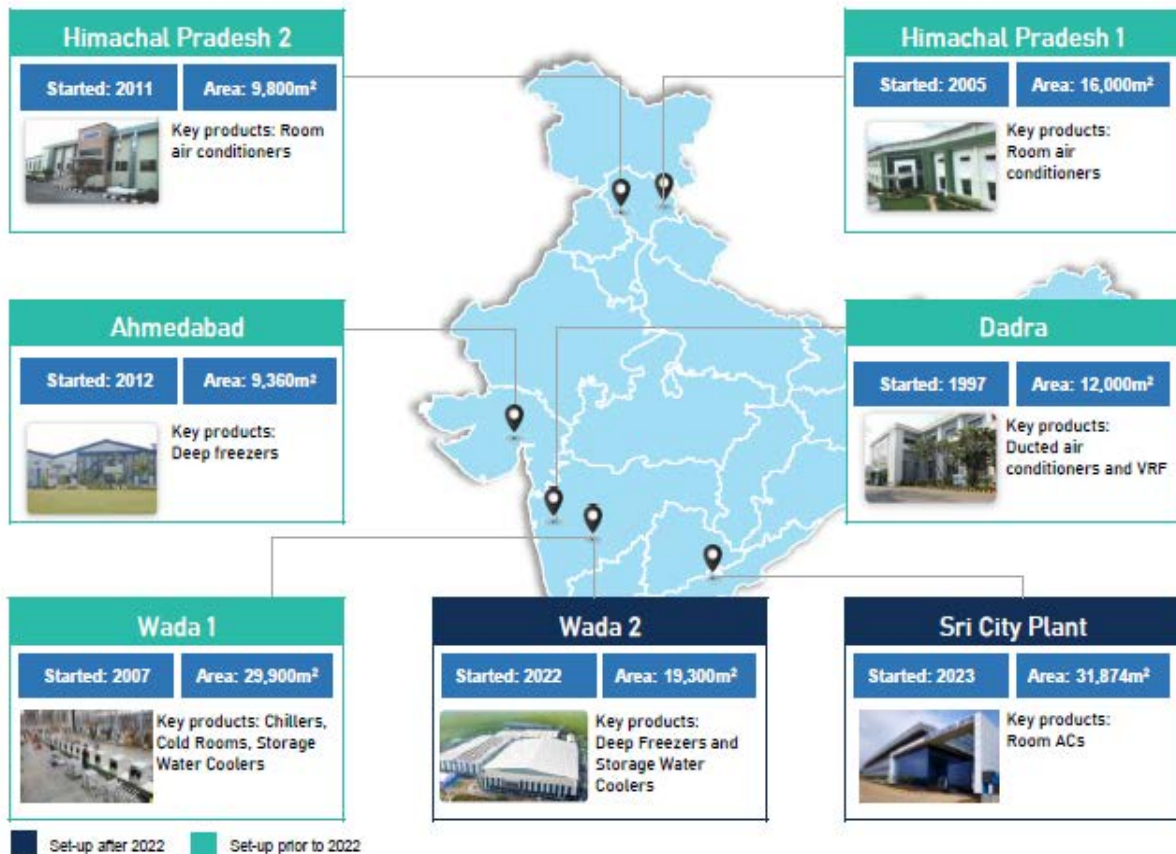 Himachal Pradesh 2
Started: 2011
Area: 9,800m²
Key products: Room
air conditioners
Himachal Pradesh 1
Started: 2005
Area: 16,000m²
Key products:
Room air
conditioners
Ahmedabad
Started: 2012
Area: 9,360m²
Key products:
Deep freezers
Dadra
Started: 1997
Area: 12,000m²
Key products:
Ducted air
conditioners and VRF
Wada 1
Started: 2007
Area: 29,900m²
Key products: Chillers,
Cold Rooms, Storage
Water Coolers
Wada 2
Started: 2022
Area: 19,300m²
Key products:
Deep Freezers and
Storage Water
Coolers
Sri City Plant
Started: 2023
Area: 31,874m²
Key products:
Room ACs
Set-up after 2022
Set-up prior to 2022